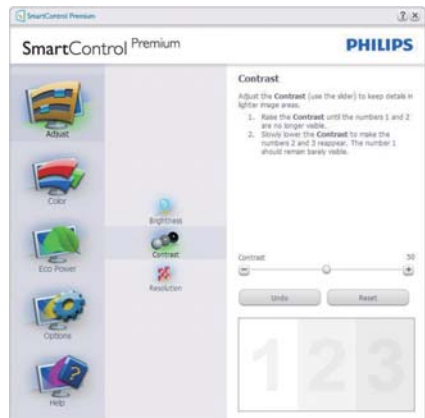 SmartControl Premium
SmartControl Premium
PHILIPS
Adjust
Color
Eco Power
Options
Help
Brightness
Contrast
Resolution
Contrast
Adjust the Contrast (use the slider) to keep details in
lighter image areas.
1. Raise the Contrast until the numbers 1 and 2
are no longer visible.
2. Slowly lower the Contrast to make the
numbers 2 and 3 reappear. The number 1
should remain barely visible.
Contrast 50
Undo Reset
1 2 3